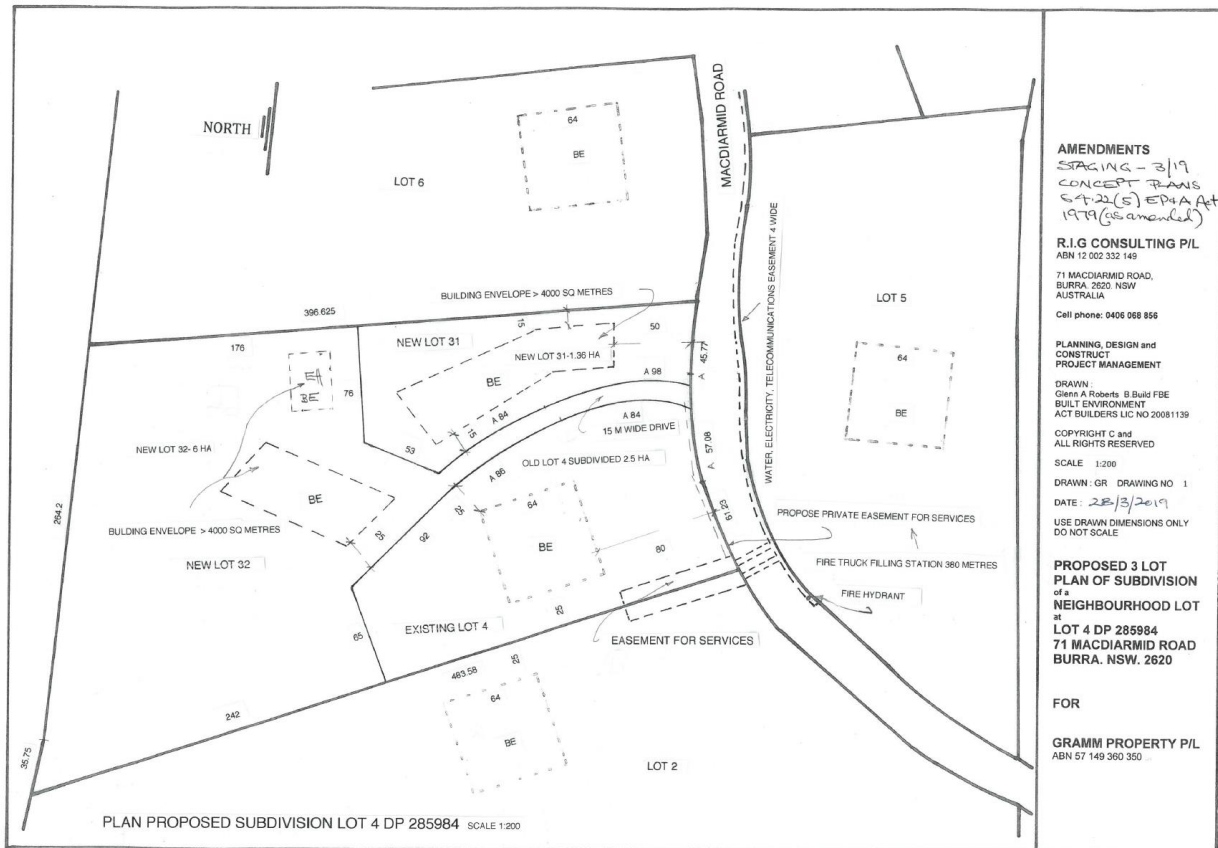 NORTH
LOT 6
64
BE
MACDIARMID ROAD
WATER, ELECTRICITY, TELECOMMUNICATIONS EASEMENT 4 WIDE
LOT 5
64
BE
BUILDING ENVELOPE > 4000 SQ METRES
396.625
176
NEW LOT 31
15
50
NEW LOT 31-1.36 HA
BE
A 98
45.77
A
76
A 84
15
A 84
15 M WIDE DRIVE
53
NEW LOT 32- 6 HA
A 86
OLD LOT 4 SUBDIVIDED 2.5 HA
57.08
A
BE
25
64
BE
61.23
PROPOSE PRIVATE EASEMENT FOR SERVICES
BULDING ENVELOPE > 4000 SQ METRES
25
92
80
FIRE TRUCK FILLING STATION 380 METRES
NEW LOT 32
264.2
FIRE HYDRANT
65
EXISTING LOT 4
25
EASEMENT FOR SERVICES
483.58
25
242
64
BE
35.75
LOT 2
PLAN PROPOSED SUBDIVISION LOT 4 DP 285984 SCALE 1:200
AMENDMENTS
STAGING - 3/19
CONCEPT PLANS
S4.22(5) EP&A Act
1979 (as amended)
R.I.G CONSULTING P/L
ABN 12 002 332 149
71 MACDIARMID ROAD,
BURRA. 2620. NSW
AUSTRALIA
Cell phone: 0406 068 856
PLANNING, DESIGN and
CONSTRUCT
PROJECT MANAGEMENT
DRAWN :
Glenn A Roberts B.Build FBE
BUILT ENVIRONMENT
ACT BUILDERS LIC NO 20081139
COPYRIGHT C and
ALL RIGHTS RESERVED
SCALE 1:200
DRAWN : GR DRAWING NO 1
DATE : 28/3/2019
USE DRAWN DIMENSIONS ONLY
DO NOT SCALE
PROPOSED 3 LOT
PLAN OF SUBDIVISION
of a
NEIGHBOURHOOD LOT
at
LOT 4 DP 285984
71 MACDIARMID ROAD
BURRA. NSW. 2620
FOR
GRAMM PROPERTY P/L
ABN 57 149 360 350